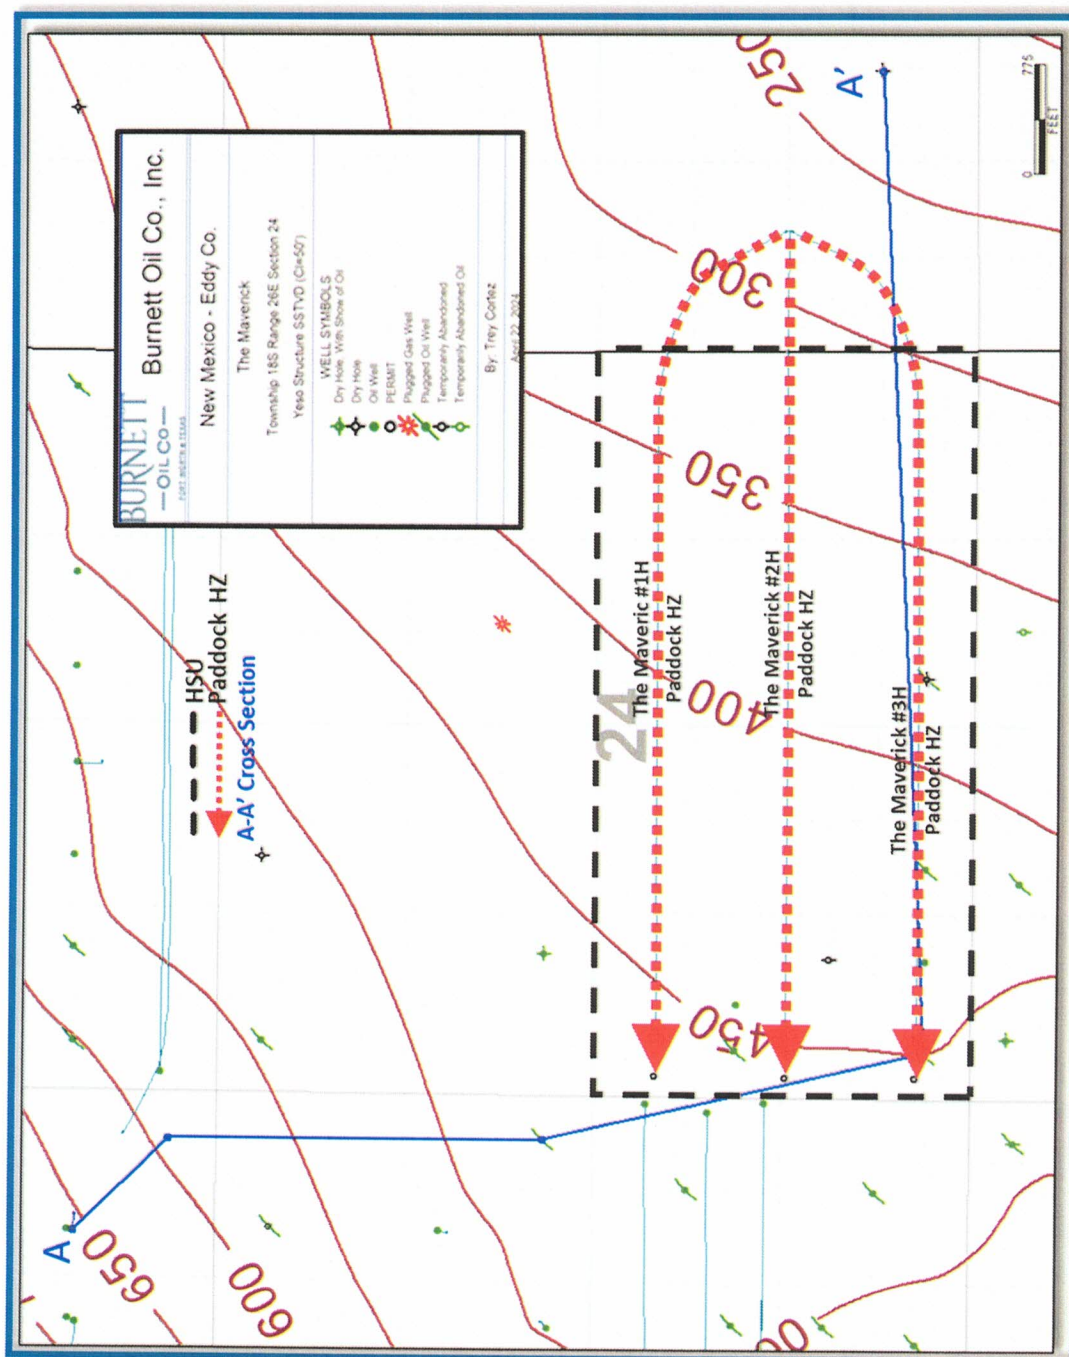 BURNETT
—OIL CO—
FORT WORTH ★ TEXAS
Burnett Oil Co., Inc.
New Mexico - Eddy Co.
The Maverick
Township 18S Range 26E Section 24
Yeso Structure SSTVD (CI=50')
WELL SYMBOLS
Dry Hole, With Show of Oil
Dry Hole
Oil Well
PERMIT
Plugged Gas Well
Plugged Oil Well
Temporarily Abandoned
Temporarily Abandoned Oil
By: Trey Cortez
April 22, 2024
HSU
Paddock HZ
A-A' Cross Section
A
A'
650
600
250
300
350
400
450
24
The Maveric #1H
Paddock HZ
The Maverick #2H
Paddock HZ
The Maverick #3H
Paddock HZ
0 775
FEET